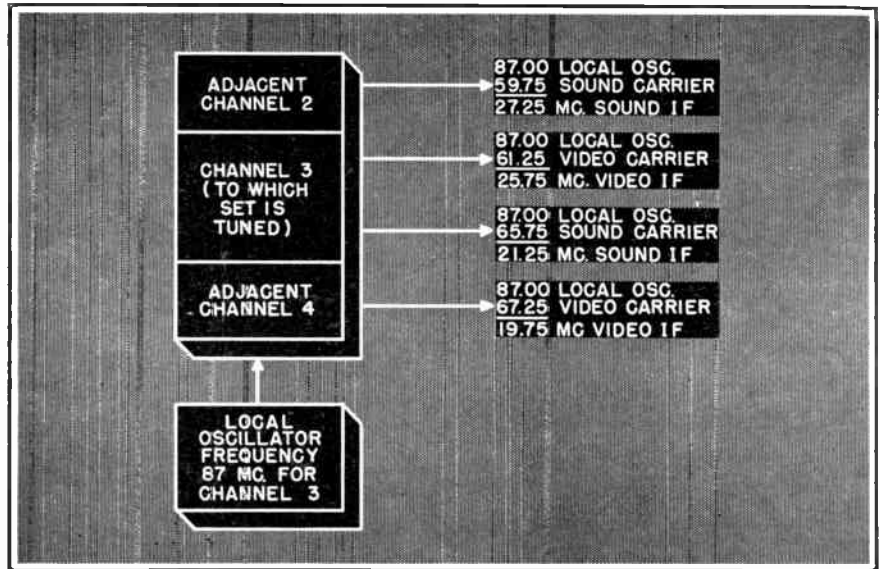 ADJACENT
CHANNEL 2
CHANNEL 3
(TO WHICH
SET IS
TUNED)
ADJACENT
CHANNEL 4
LOCAL
OSCILLATOR
FREQUENCY
87 MC. FOR
CHANNEL 3
87.00 LOCAL OSC.
59.75 SOUND CARRIER
27.25 MC. SOUND IF
87.00 LOCAL OSC.
61.25 VIDEO CARRIER
25.75 MC. VIDEO IF
87.00 LOCAL OSC.
65.75 SOUND CARRIER
21.25 MC. SOUND IF
87.00 LOCAL OSC.
67.25 VIDEO CARRIER
19.75 MC VIDEO IF